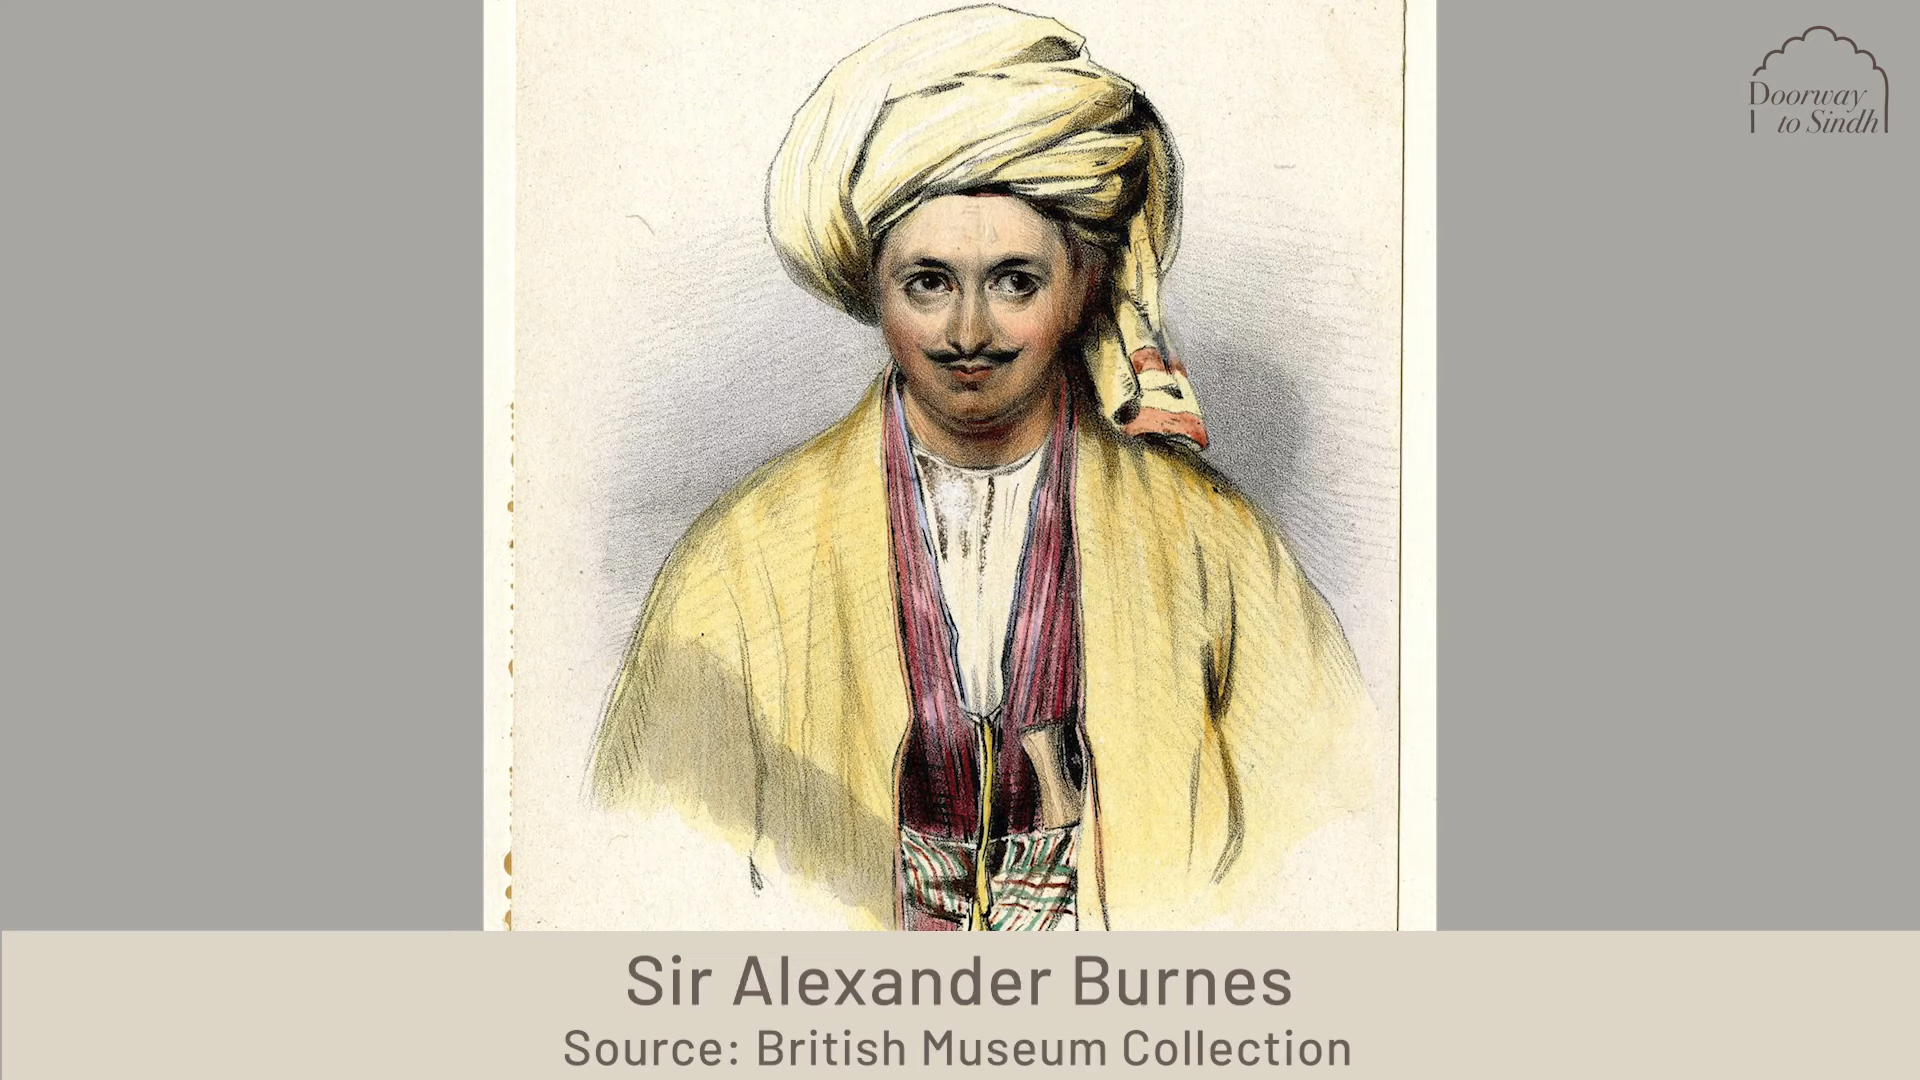 Doorway
to Sindh
Sir Alexander Burnes
Source: British Museum Collection